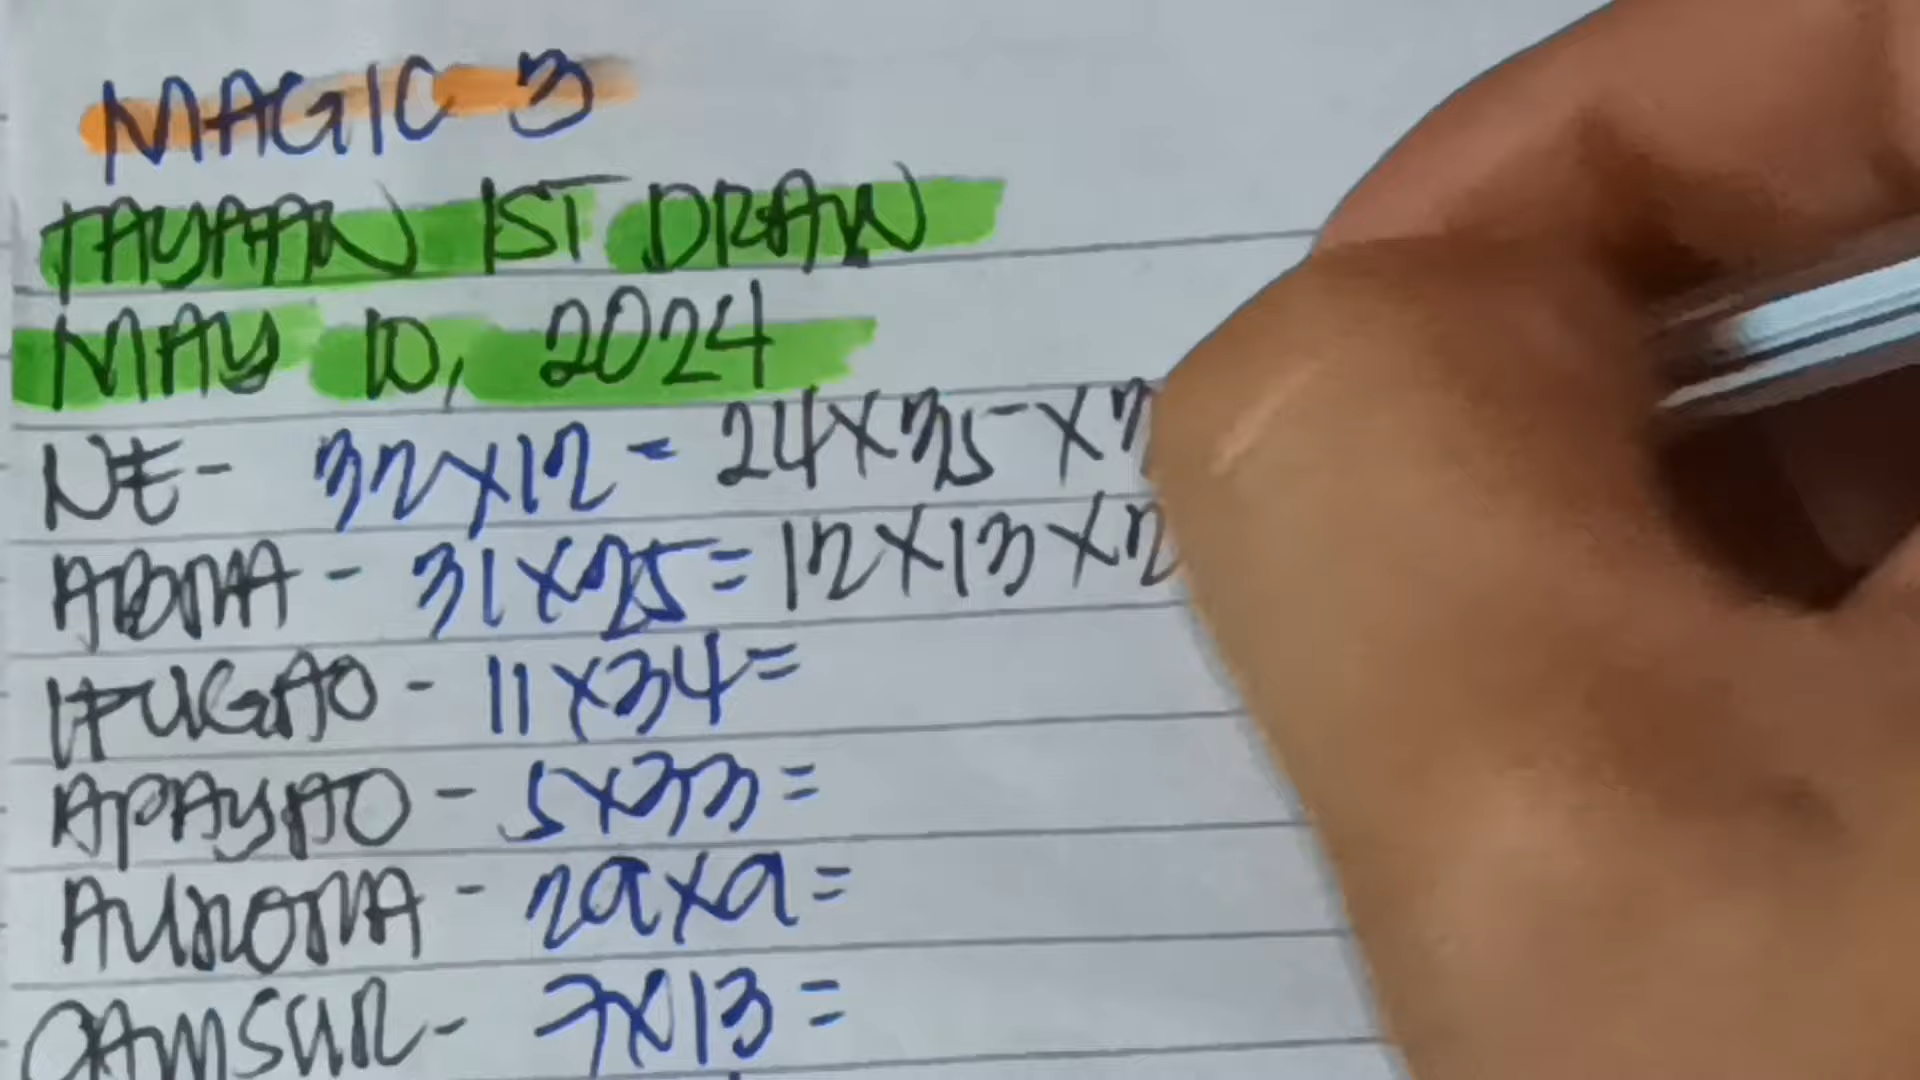 MAGIC 3
TAYAAN 1ST DRAW
MAY 10, 2024
NE- 32x12 - 24x35-x
ABRA - 31x25= 12x13x2
IFUGAO - 11x34=
APAYAO - 5x33=
AURORA - 29x9=
CAMSUR- 7x13=